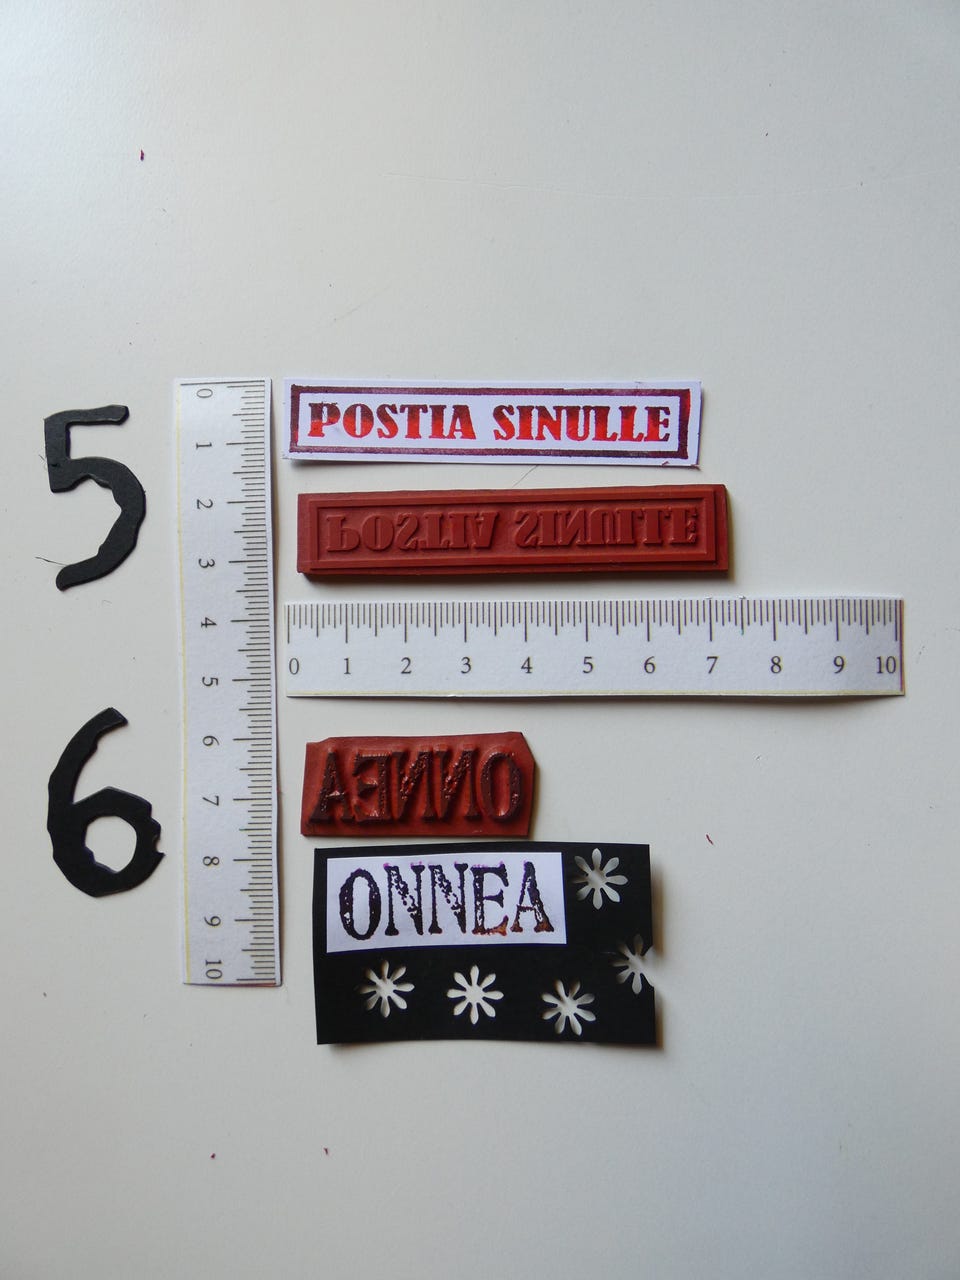 5
POSTIA SINULLE
POSTIA SINULLE
0 1 2 3 4 5 6 7 8 9 10
0 1 2 3 4 5 6 7 8 9 10
6
ONNEA
ONNEA